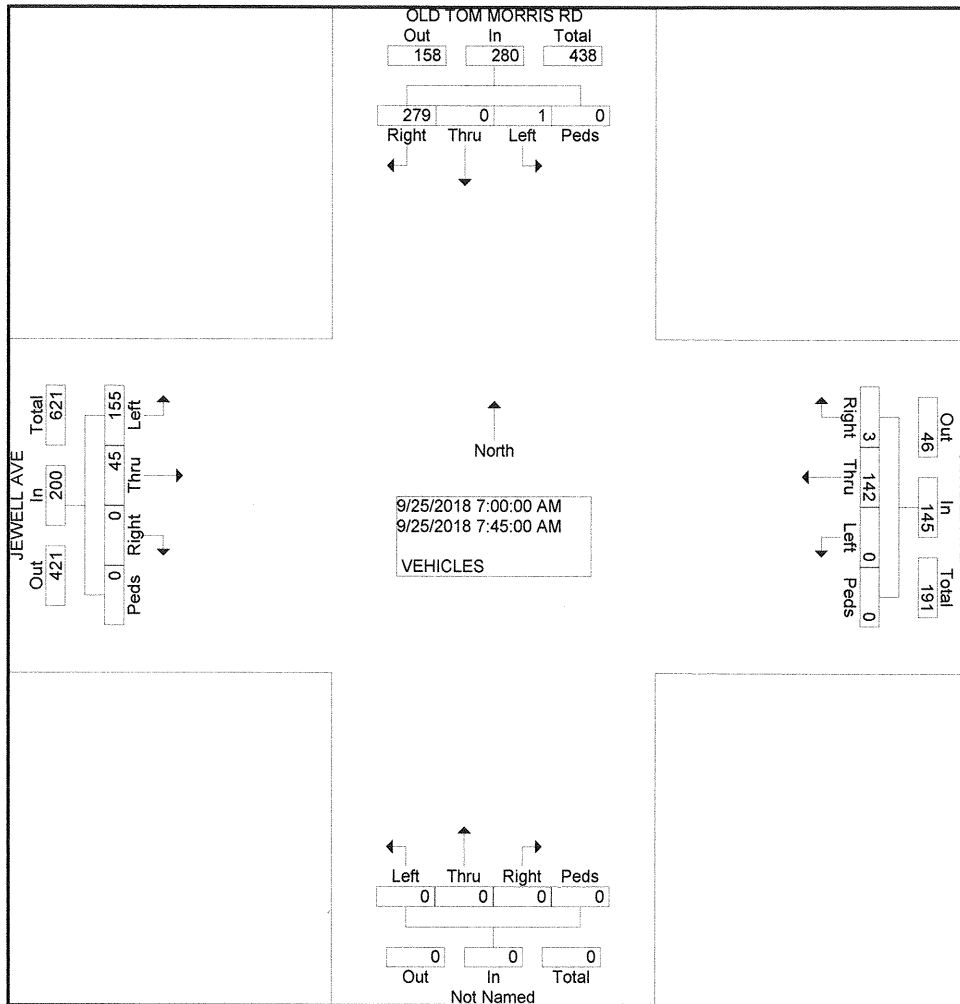 OLD TOM MORRIS RD
Out In Total
158 280 438
279 0 1 0
Right Thru Left Peds
JEWELL AVE
Out In Total
421 200 621
155 45 0 0
Left Thru Right Peds
North
9/25/2018 7:00:00 AM
9/25/2018 7:45:00 AM
VEHICLES
Right Thru Left Peds
3 142 0 0
Out In Total
46 145 191
Left Thru Right Peds
0 0 0 0
0 0 0
Out In Total
Not Named